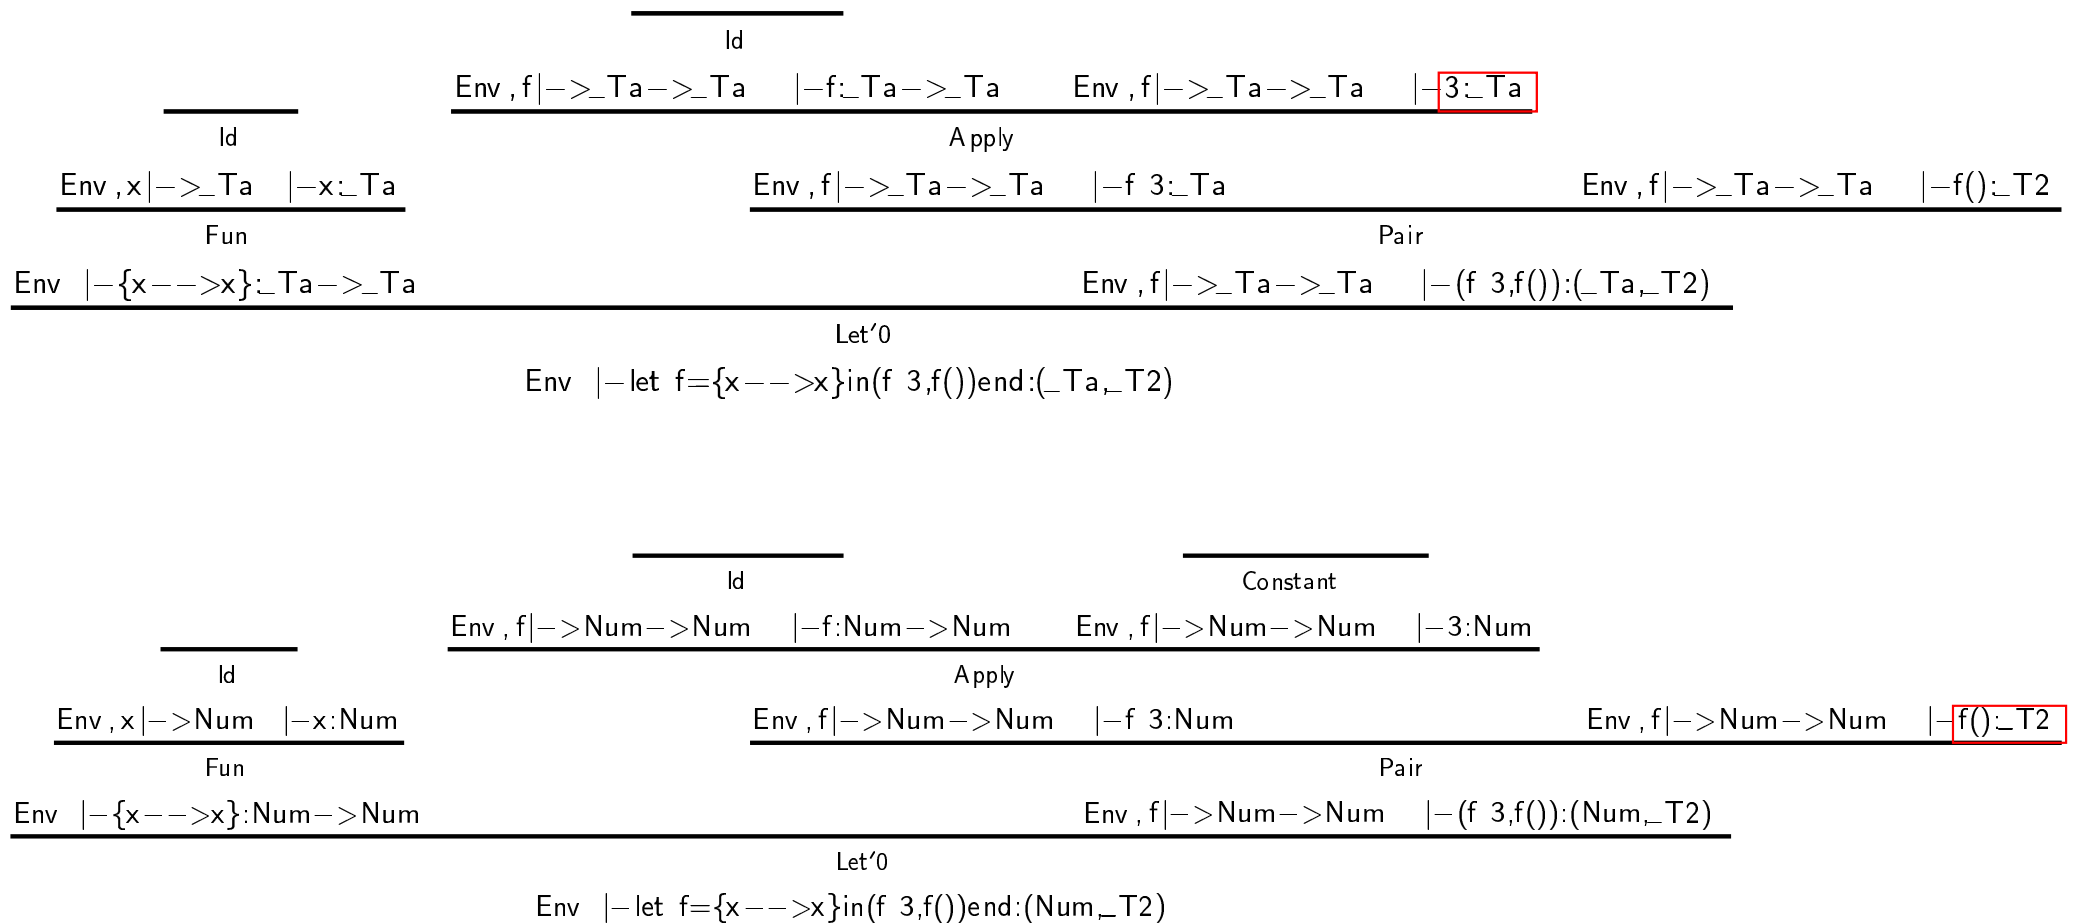 Id
Env,f|->_Ta->_Ta |-f:_Ta->_Ta Env,f|->_Ta->_Ta |-3:_Ta
Id Apply
Env,x|->_Ta |-x:_Ta Env,f|->_Ta->_Ta |-f 3:_Ta Env,f|->_Ta->_Ta |-f():_T2
Fun Pair
Env |-{x-->x}:_Ta->_Ta Env,f|->_Ta->_Ta |-(f 3,f()):(_Ta,_T2)
Let'0
Env |-let f={x-->x}in(f 3,f())end:(_Ta,_T2)
Id Constant
Env,f|->Num->Num |-f:Num->Num Env,f|->Num->Num |-3:Num
Id Apply
Env,x|->Num |-x:Num Env,f|->Num->Num |-f 3:Num Env,f|->Num->Num |-f():_T2
Fun Pair
Env |-{x-->x}:Num->Num Env,f|->Num->Num |-(f 3,f()):(Num,_T2)
Let'0
Env |-let f={x-->x}in(f 3,f())end:(Num,_T2)